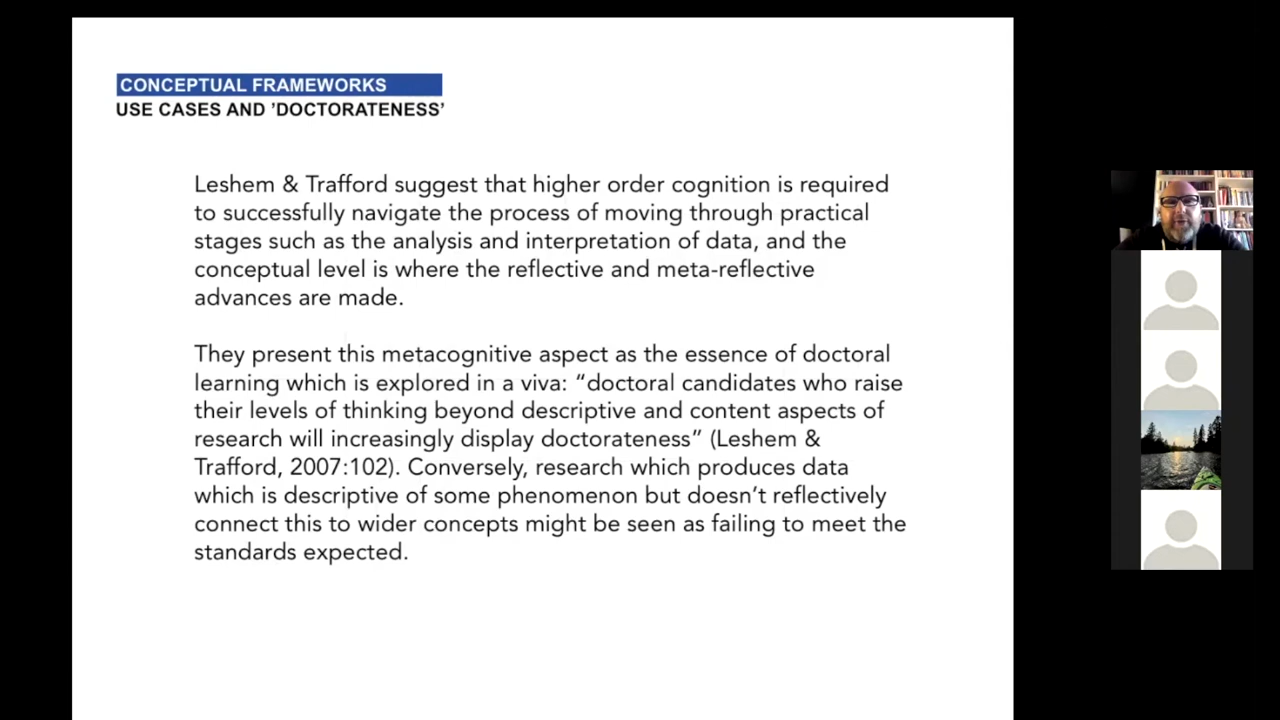 CONCEPTUAL FRAMEWORKS
USE CASES AND ’DOCTORATENESS’
Leshem & Trafford suggest that higher order cognition is required
to successfully navigate the process of moving through practical
stages such as the analysis and interpretation of data, and the
conceptual level is where the reflective and meta-reflective
advances are made.
They present this metacognitive aspect as the essence of doctoral
learning which is explored in a viva: “doctoral candidates who raise
their levels of thinking beyond descriptive and content aspects of
research will increasingly display doctorateness” (Leshem &
Trafford, 2007:102). Conversely, research which produces data
which is descriptive of some phenomenon but doesn’t reflectively
connect this to wider concepts might be seen as failing to meet the
standards expected.